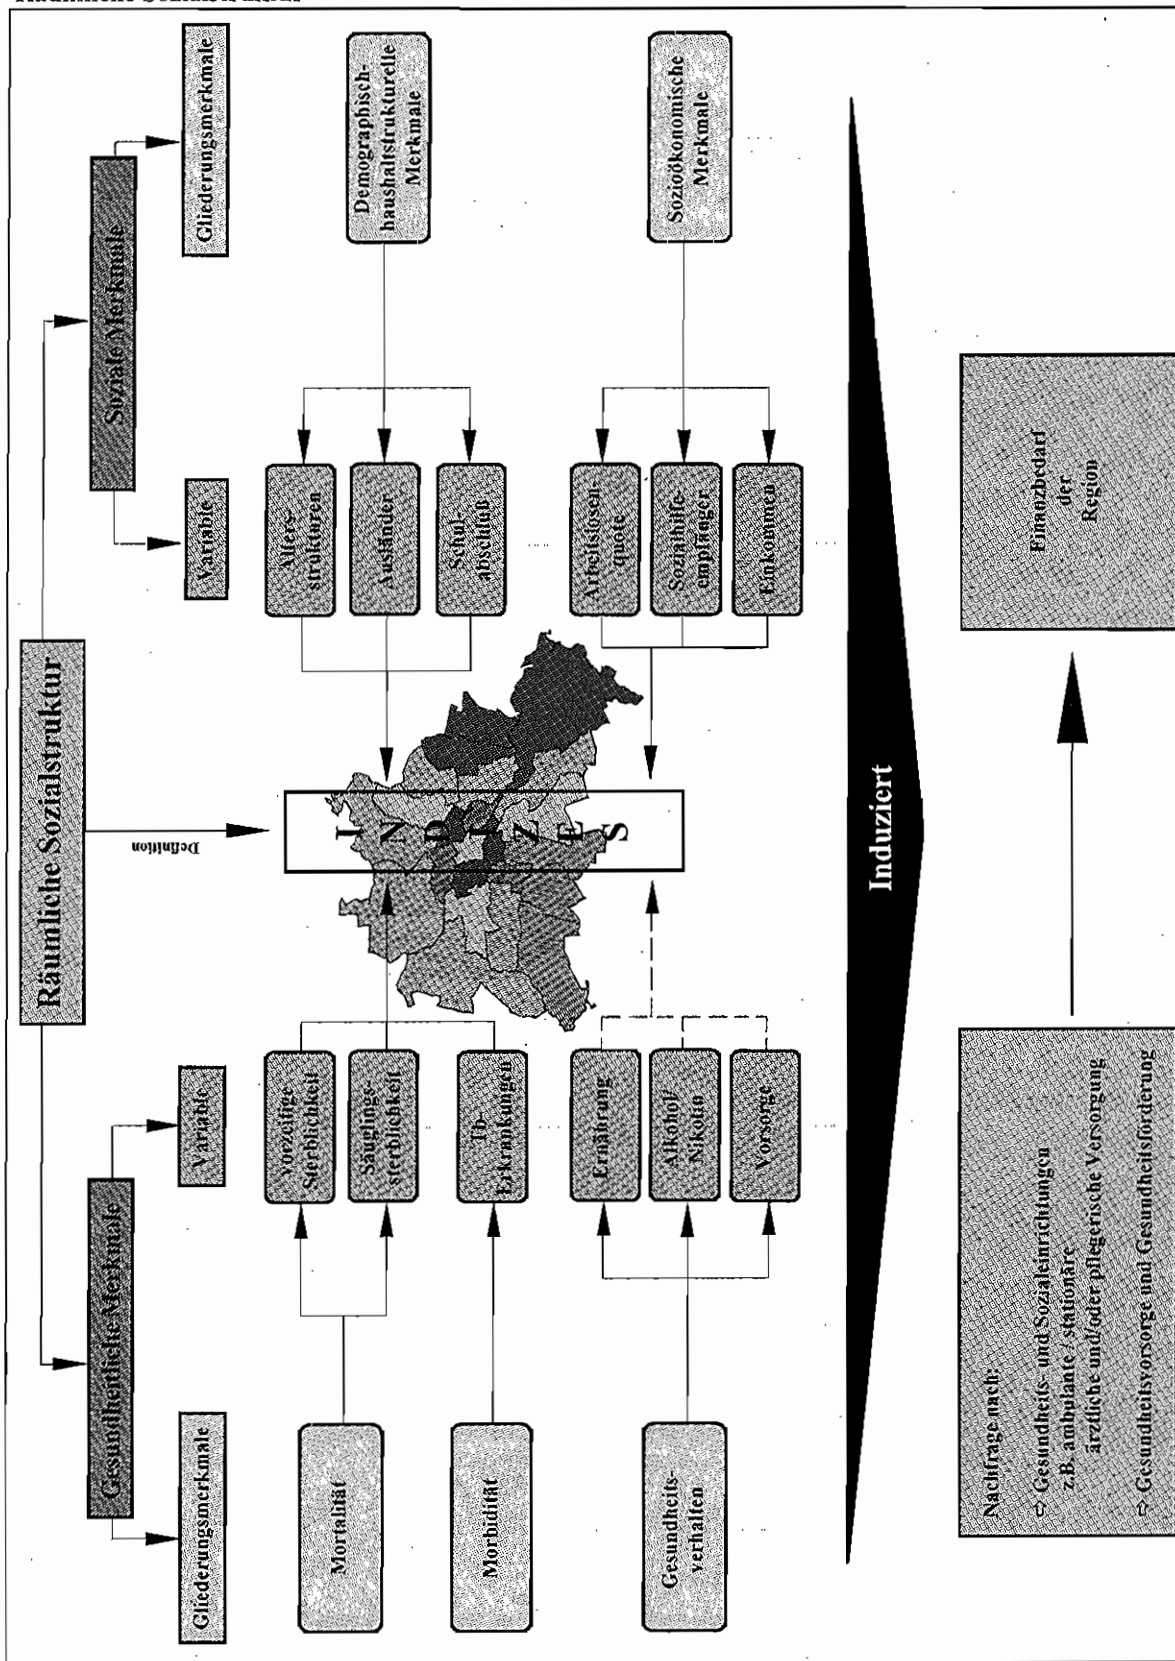 Räumliche Sozialstruktur
Gesundheitliche Merkmale
Soziale Merkmale
Gliederungsmerkmale
Variable
Definition
Variable
Gliederungsmerkmale
Mortalität
Vorzeitige
Sterblichkeit
Säuglings-
sterblichkeit
Morbidität
Tb-
Erkrankungen
Gesundheits-
verhalten
Ernährung
Alkohol/
Nikotin
Vorsorge
INDIZES
Alters-
strukturen
Ausländer
Schul-
abschluß
Demographisch-
haushaltstrukturelle
Merkmale
Arbeitslosen-
quote
Sozialhilfe-
empfänger
Einkommen
Sozioökonomische
Merkmale
Induziert
Nachfrage nach:
⇨ Gesundheits- und Sozialeinrichtungen
z.B. ambulante / stationäre
ärztliche und/oder pflegerische Versorgung
⇨ Gesundheitsvorsorge und Gesundheitsförderung
Finanzbedarf
der
Region